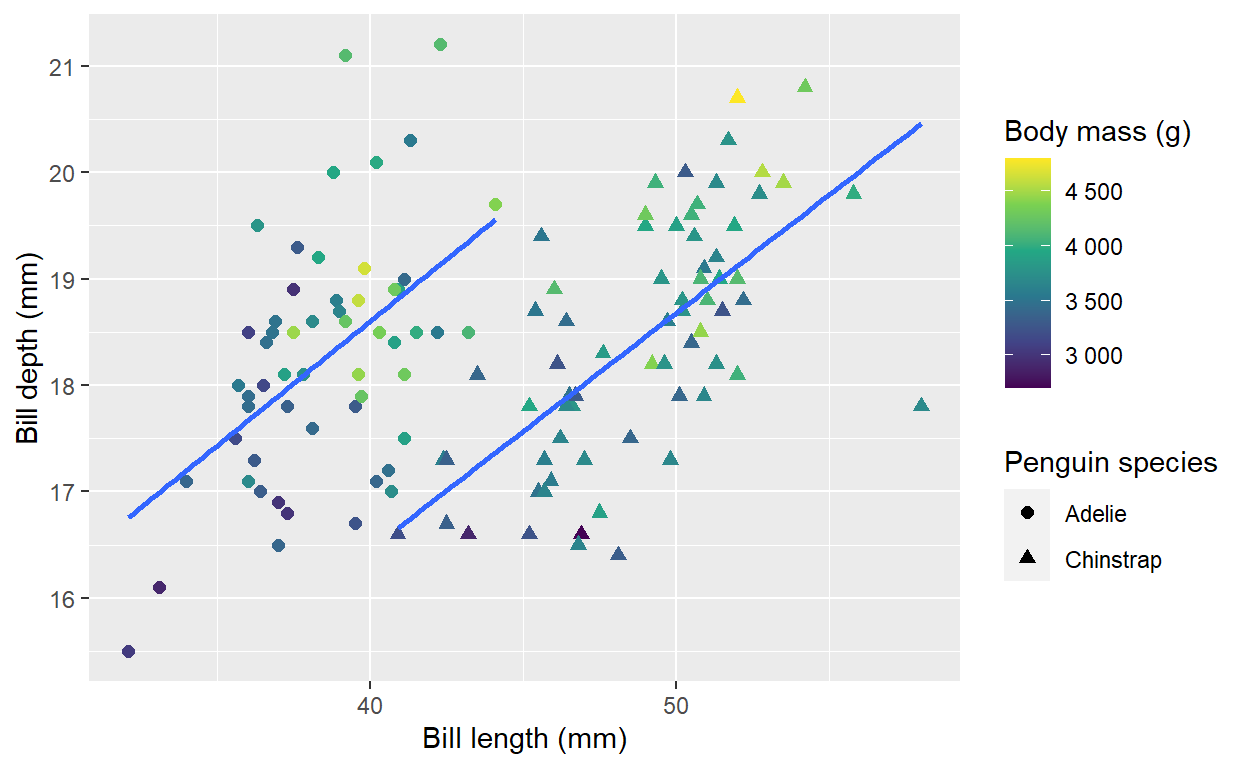 21
20
19
18
17
16
Bill depth (mm)
40
50
Bill length (mm)
Body mass (g)
4 500
4 000
3 500
3 000
Penguin species
Adelie
Chinstrap